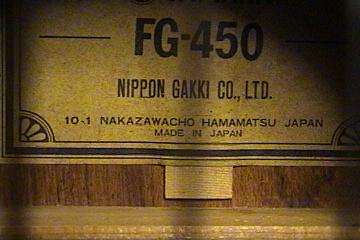 FG-450
NIPPON GAKKI CO., LTD.
10-1 NAKAZAWACHO HAMAMATSU JAPAN
MADE IN JAPAN